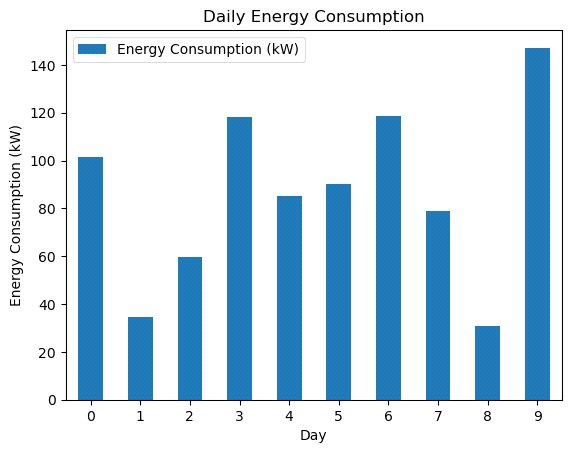 Daily Energy Consumption
Energy Consumption (kW)
140
120
100
80
60
40
20
0
Energy Consumption (kW)
0 1 2 3 4 5 6 7 8 9
Day